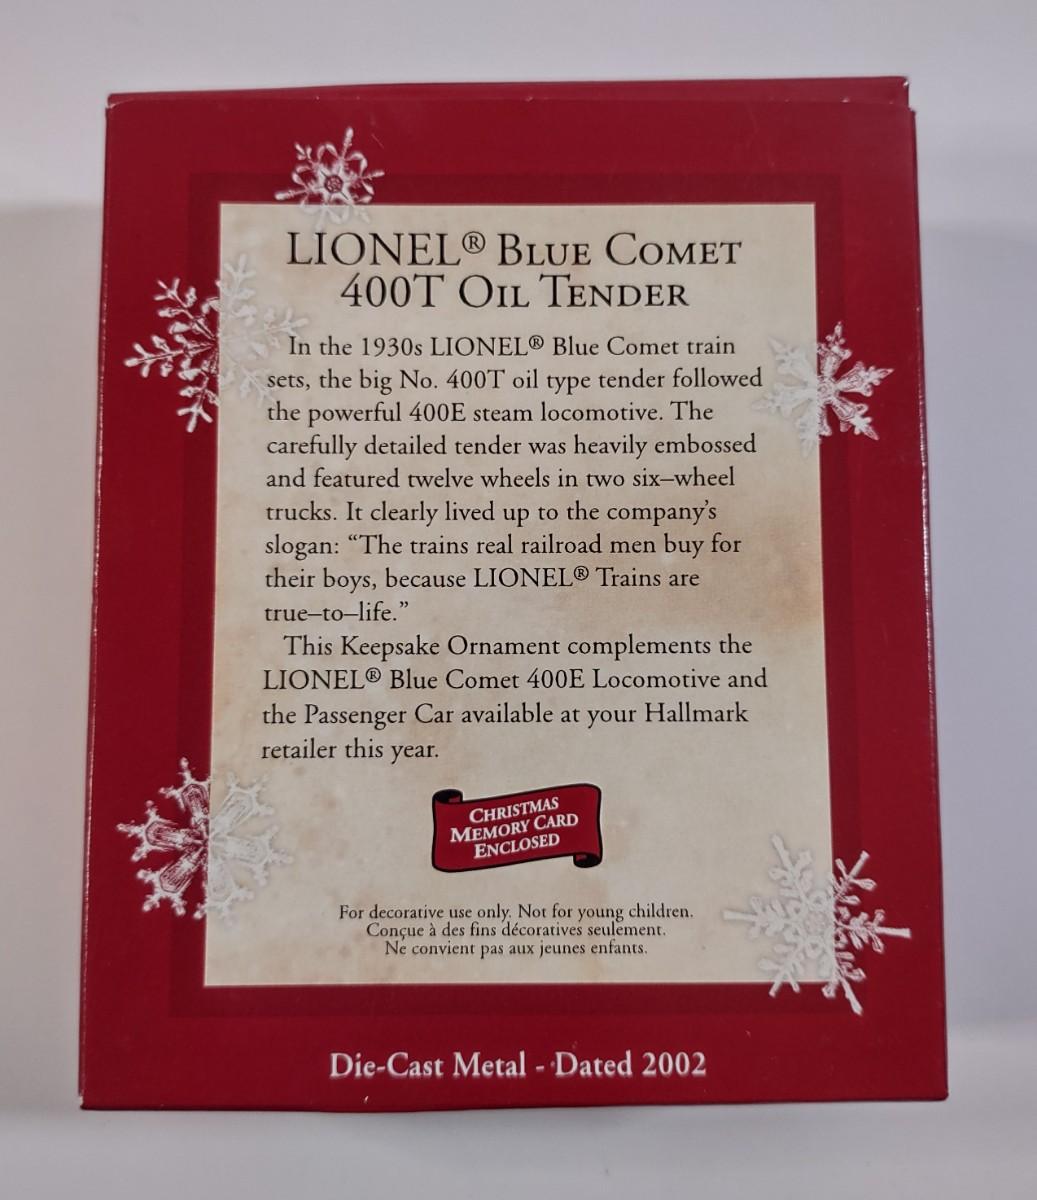 LIONEL® BLUE COMET
400T OIL TENDER
In the 1930s LIONEL® Blue Comet train
sets, the big No. 400T oil type tender followed
the powerful 400E steam locomotive. The
carefully detailed tender was heavily embossed
and featured twelve wheels in two six–wheel
trucks. It clearly lived up to the company's
slogan: “The trains real railroad men buy for
their boys, because LIONEL® Trains are
true–to–life.”
This Keepsake Ornament complements the
LIONEL® Blue Comet 400E Locomotive and
the Passenger Car available at your Hallmark
retailer this year.
CHRISTMAS
MEMORY CARD
ENCLOSED
For decorative use only. Not for young children.
Conçue à des fins décoratives seulement.
Ne convient pas aux jeunes enfants.
Die-Cast Metal - Dated 2002